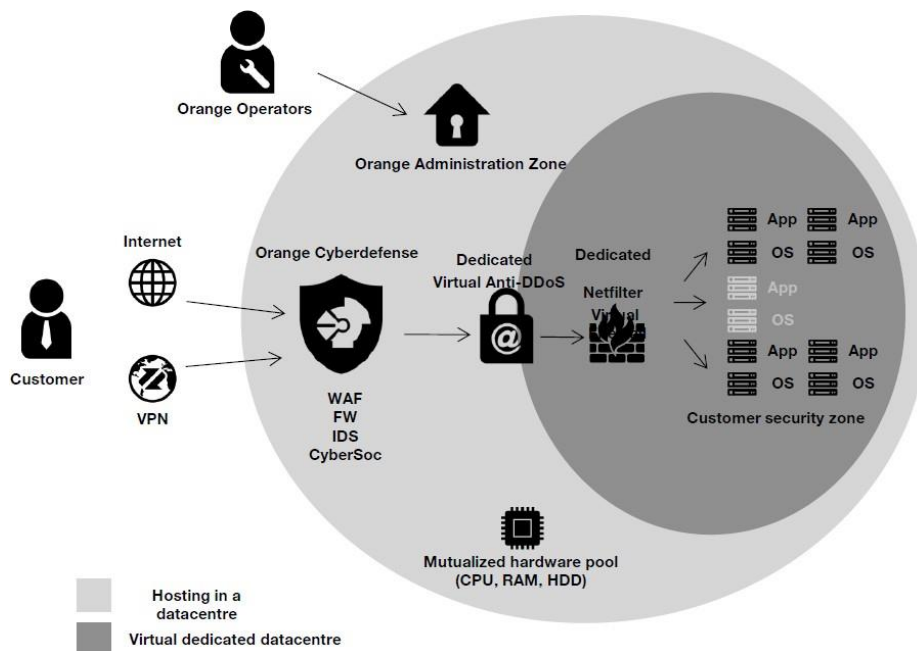 Orange Operators
Orange Administration Zone
Internet
Orange Cyberdefense
Dedicated
Virtual Anti-DDoS
Dedicated
Netfilter
Virtual
@
App
App
OS
OS
App
OS
App
App
OS
OS
Customer
VPN
WAF
FW
IDS
CyberSoc
Customer security zone
Mutualized hardware pool
(CPU, RAM, HDD)
Hosting in a
datacentre
Virtual dedicated datacentre